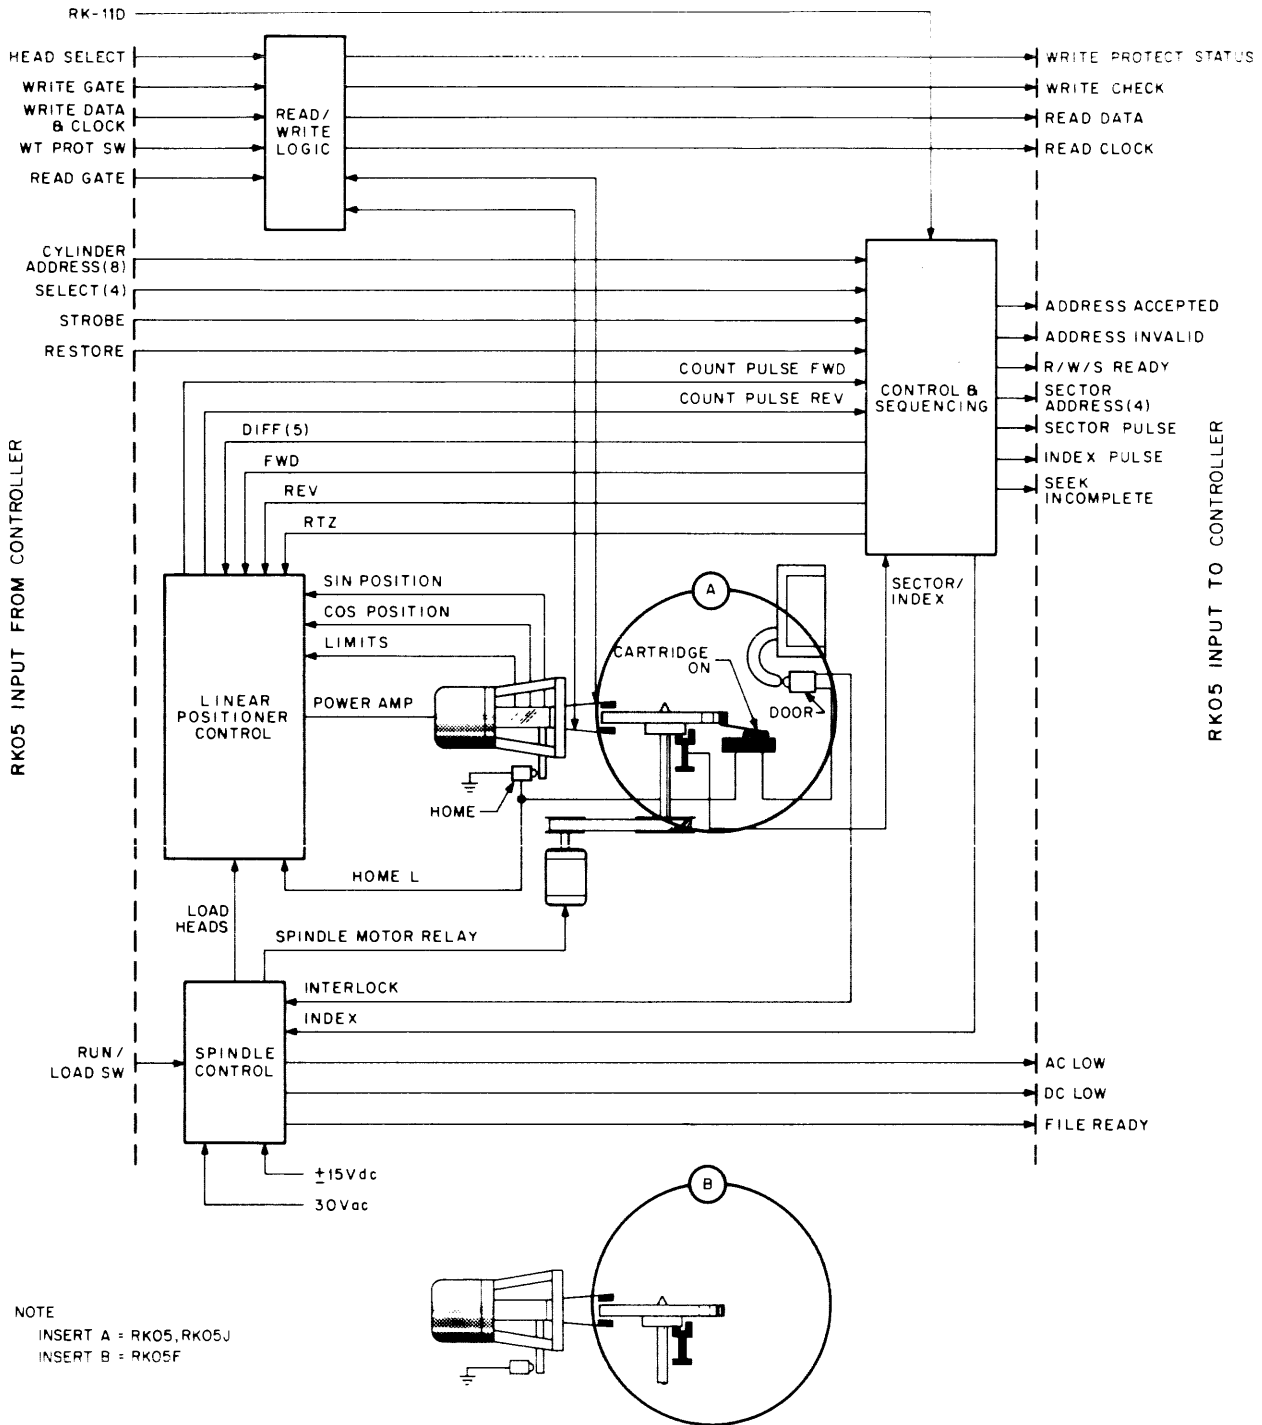 RK-11D
HEAD SELECT
WRITE GATE
WRITE DATA
& CLOCK
WT PROT SW
READ GATE
READ/
WRITE
LOGIC
WRITE PROTECT STATUS
WRITE CHECK
READ DATA
READ CLOCK
CYLINDER
ADDRESS(8)
SELECT(4)
STROBE
RESTORE
COUNT PULSE FWD
COUNT PULSE REV
DIFF(5)
FWD
REV
RTZ
CONTROL &
SEQUENCING
ADDRESS ACCEPTED
ADDRESS INVALID
R/W/S READY
SECTOR
ADDRESS(4)
SECTOR PULSE
INDEX PULSE
SEEK
INCOMPLETE
RK05 INPUT FROM CONTROLLER
RK05 INPUT TO CONTROLLER
SIN POSITION
COS POSITION
LIMITS
POWER AMP
LINEAR
POSITIONER
CONTROL
A
SECTOR/
INDEX
CARTRIDGE
ON
DOOR
HOME
HOME L
LOAD
HEADS
SPINDLE MOTOR RELAY
INTERLOCK
INDEX
RUN/
LOAD SW
SPINDLE
CONTROL
AC LOW
DC LOW
FILE READY
±15Vdc
30Vac
B
NOTE
INSERT A = RK05, RK05J
INSERT B = RK05F